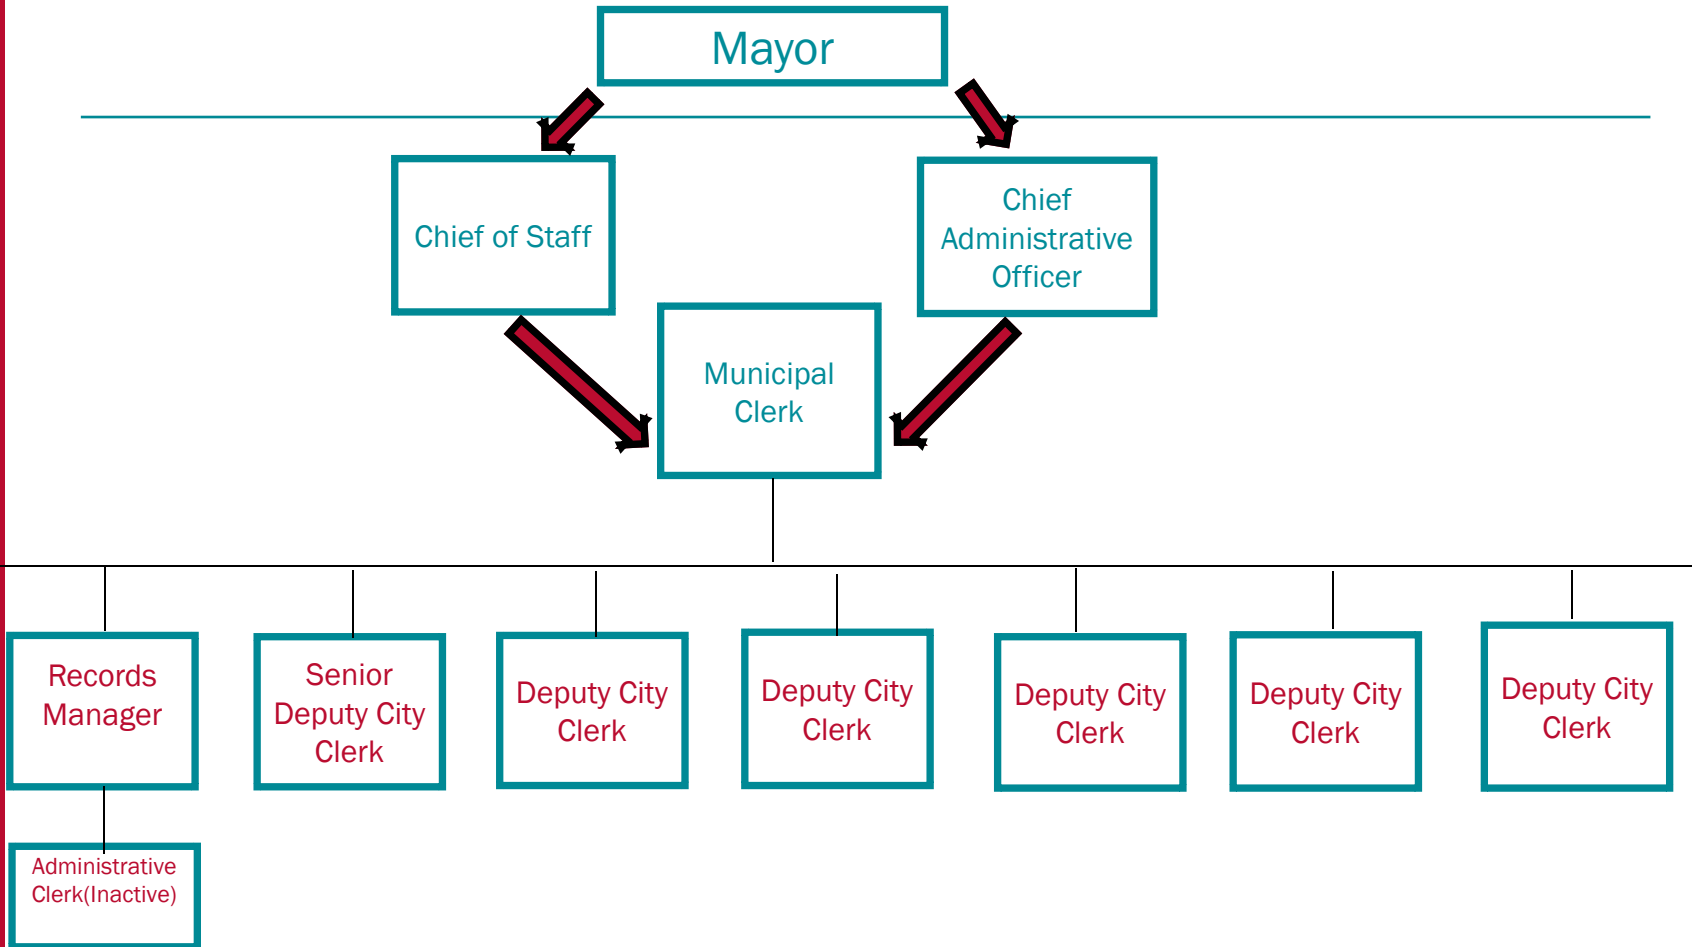 Mayor
Chief of Staff
Chief
Administrative
Officer
Municipal
Clerk
Records
Manager
Senior
Deputy City
Clerk
Deputy City
Clerk
Deputy City
Clerk
Deputy City
Clerk
Deputy City
Clerk
Deputy City
Clerk
Administrative
Clerk(Inactive)